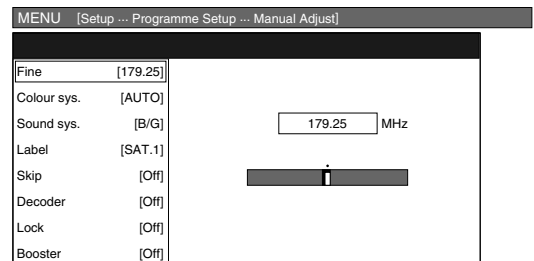 MENU [Setup ··· Programme Setup ··· Manual Adjust]
Fine [179.25]
Colour sys. [AUTO]
Sound sys. [B/G]
179.25 MHz
Label [SAT.1]
Skip [Off]
Decoder [Off]
Lock [Off]
Booster [Off]